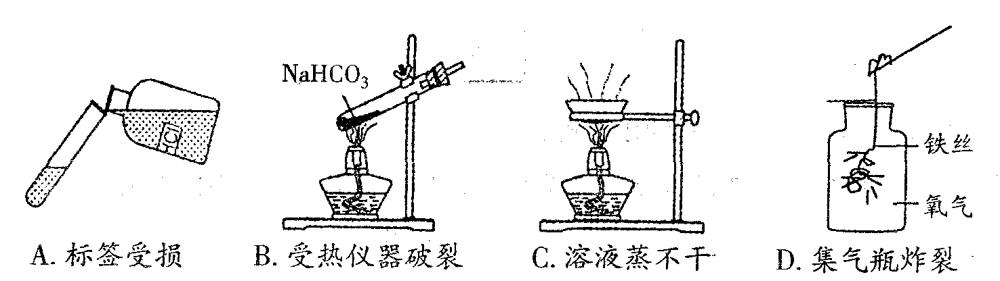 NaHCO₃
铁丝
氧气
A. 标签受损
B. 受热仪器破裂
C. 溶液蒸不干
D. 集气瓶炸裂